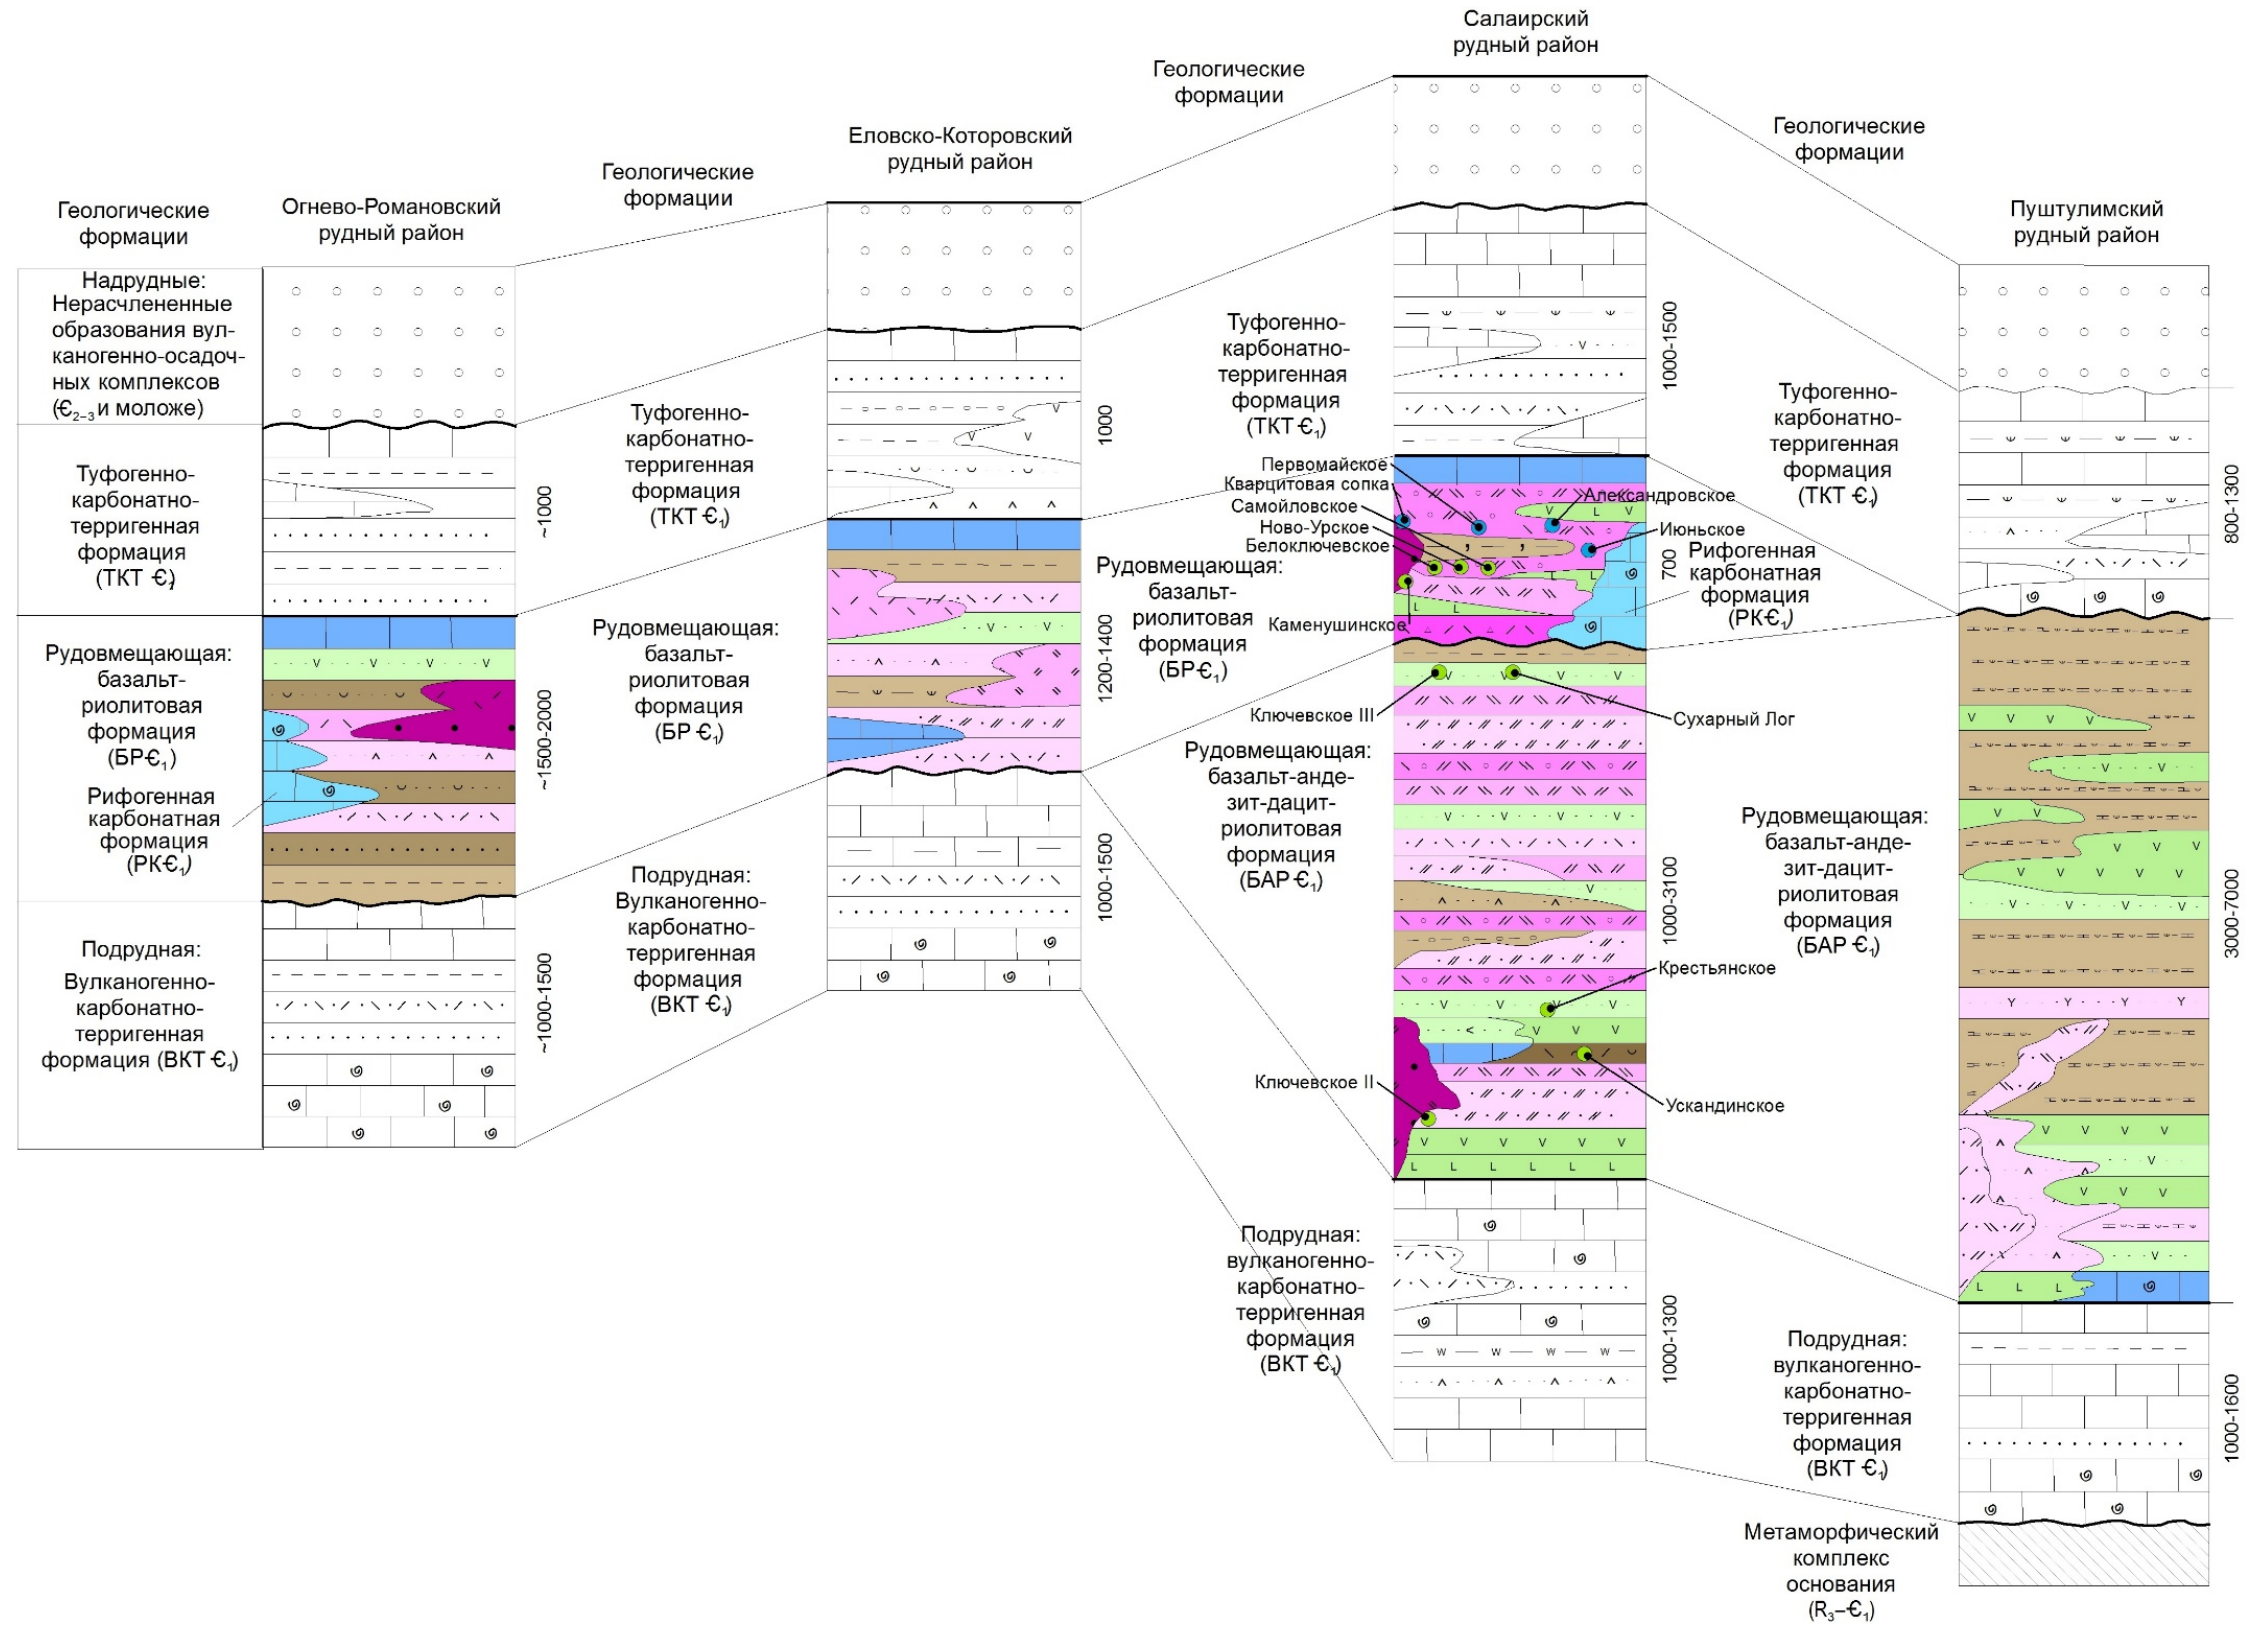 Геологические
формации
Огнево-Романовский
рудный район
Надрудные:
Нерасчлененные
образования вул-
каногенно-осадоч-
ных комплексов
(Є₂₋₃ и моложе)
Туфогенно-
карбонатно-
терригенная
формация
(ТКТ Є₁)
~1000
Рудовмещающая:
базальт-
риолитовая
формация
(БР-Є₁)
Рифогенная
карбонатная
формация
(РКЄ₁)
~1500-2000
Подрудная:
Вулканогенно-
карбонатно-
терригенная
формация (ВКТ Є₁)
~1000-1500
Геологические
формации
Еловско-Которовский
рудный район
Туфогенно-
карбонатно-
терригенная
формация
(ТКТ Є₁)
1000
Рудовмещающая:
базальт-
риолитовая
формация
(БР Є₁)
1200-1400
Подрудная:
Вулканогенно-
карбонатно-
терригенная
формация
(ВКТ Є₁)
1000-1500
Геологические
формации
Салаирский
рудный район
Туфогенно-
карбонатно-
терригенная
формация
(ТКТ Є₁)
1000-1500
Первомайское
Кварцитовая сопка
Самойловское
Ново-Урское
Белоключевское
Каменушинское
Александровское
Июньское
Рудовмещающая:
базальт-
риолитовая
формация
(БР-Є₁)
700
Рифогенная
карбонатная
формация
(РКЄ₁)
Ключевское III
Сухарный Лог
Рудовмещающая:
базальт-анде-
зит-дацит-
риолитовая
формация
(БАР Є₁)
1000-3100
Крестьянское
Ключевское II
Ускандинское
Подрудная:
вулканогенно-
карбонатно-
терригенная
формация
(ВКТ Є₁)
1000-1300
Геологические
формации
Пуштулимский
рудный район
Туфогенно-
карбонатно-
терригенная
формация
(ТКТ Є₁)
800-1300
Рудовмещающая:
базальт-анде-
зит-дацит-
риолитовая
формация
(БАР Є₁)
3000-7000
Подрудная:
вулканогенно-
карбонатно-
терригенная
формация
(ВКТ Є₁)
1000-1600
Метаморфический
комплекс
основания
(R₃–Є₁)